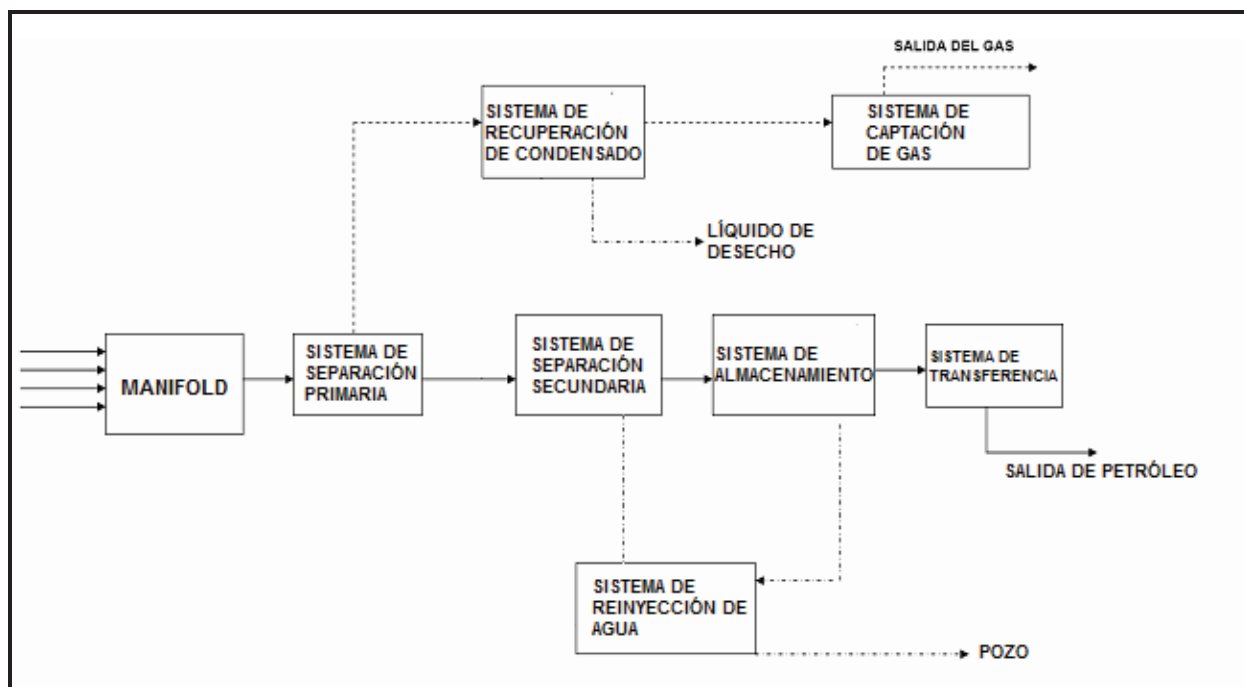 SALIDA DEL GAS
SISTEMA DE
RECUPERACIÓN
DE CONDENSADO
SISTEMA DE
CAPTACIÓN
DE GAS
LÍQUIDO DE
DESECHO
MANIFOLD
SISTEMA DE
SEPARACIÓN
PRIMARIA
SISTEMA DE
SEPARACIÓN
SECUNDARIA
SISTEMA DE
ALMACENAMIENTO
SISTEMA DE
TRANSFERENCIA
SALIDA DE PETRÓLEO
SISTEMA DE
REINYECCIÓN DE
AGUA
POZO